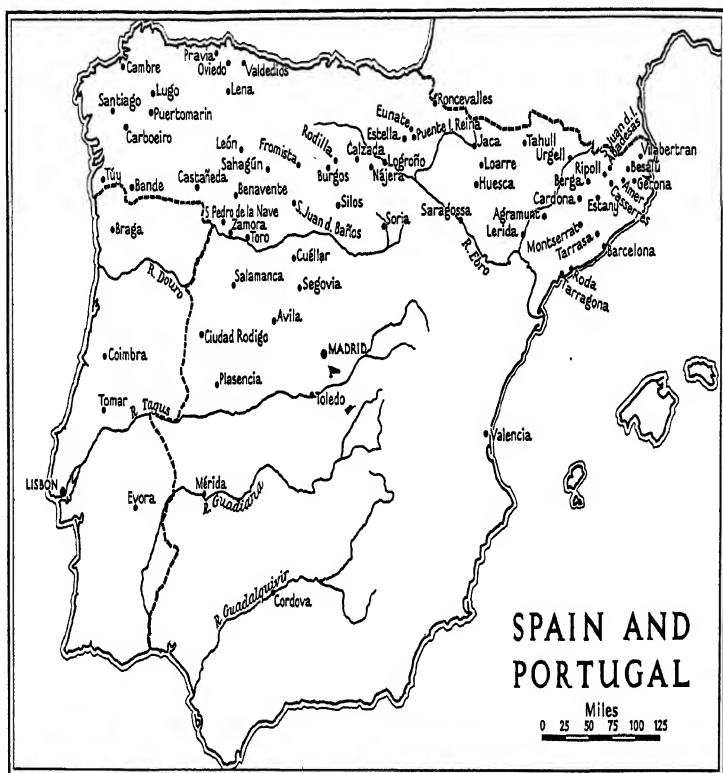 Pravia
Oviedo
Valdedios
Cambre
Lugo
Lena
Santiago
Puertomarin
Carboeiro
Roncevalles
Eunate
Puente l. Reina
Estella
Jaca
Tahull
Urgell
S. Juan d. l. Abadesas
Vilabertran
León
Fromista
Rodilla
Calzada
Logroño
Loarre
Ripoll
Besalú
Sahagún
Burgos
Nájera
Huesca
Berga
Amer
Gerona
Túy
Bande
Castañeda
Benavente
Silos
Cardona
Estany
Casserres
S. Pedro de la Nave
S. Juan d. Baños
Soria
Saragossa
Agramunt
Braga
Zamora
Toro
Lerida
Montserrat
Tarrasa
Barcelona
R. Ebro
Cuéllar
R. Douro
Salamanca
Segovia
Roda
Tarragona
Avila
Ciudad Rodigo
Coimbra
MADRID
Plasencia
Tomar
R. Tagus
Toledo
Valencia
LISBON
Mérida
Evora
R. Guadiana
R. Guadalquivir
Cordova
SPAIN AND
PORTUGAL
Miles
0 25 50 75 100 125